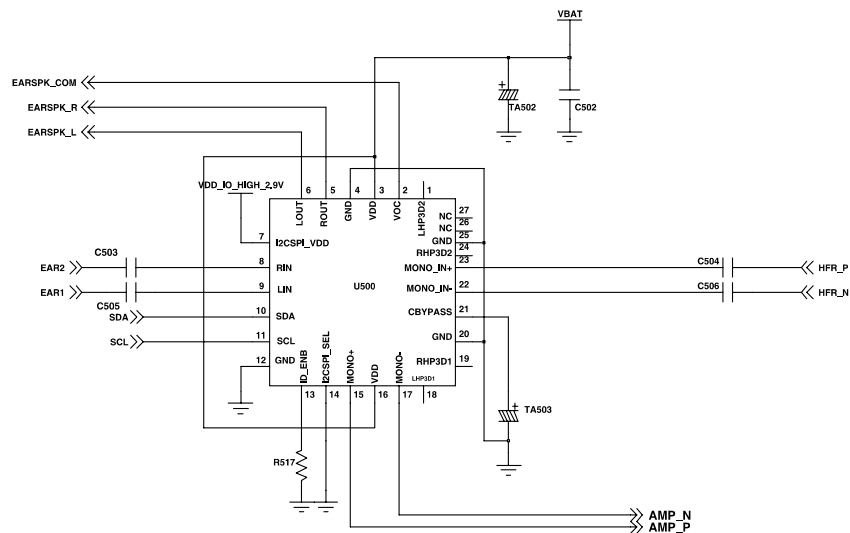 VBAT
EARSPK_COM
+
TA502
C502
EARSPK_R
EARSPK_L
VDD_IO_HIGH_2.9V
6
5
4
3
2
1
LOUT
ROUT
GND
VDD
VOC
LHP3D2
27
NC
26
NC
25
GND
24
RHP3D2
23
7
I2CSPI_VDD
C503
EAR2
8
RIN
MONO_IN+
C504
HFR_P
U500
EAR1
9
LIN
MONO_IN-
22
C506
HFR_N
C505
SDA
10
SDA
CBYPASS
21
SCL
11
SCL
GND
20
12
GND
RHP3D1
19
ID_ENB
I2CSPI_SEL
MONO+
VDD
MONO-
LHP3D1
13
14
15
16
17
18
+
TA503
R517
AMP_N
AMP_P